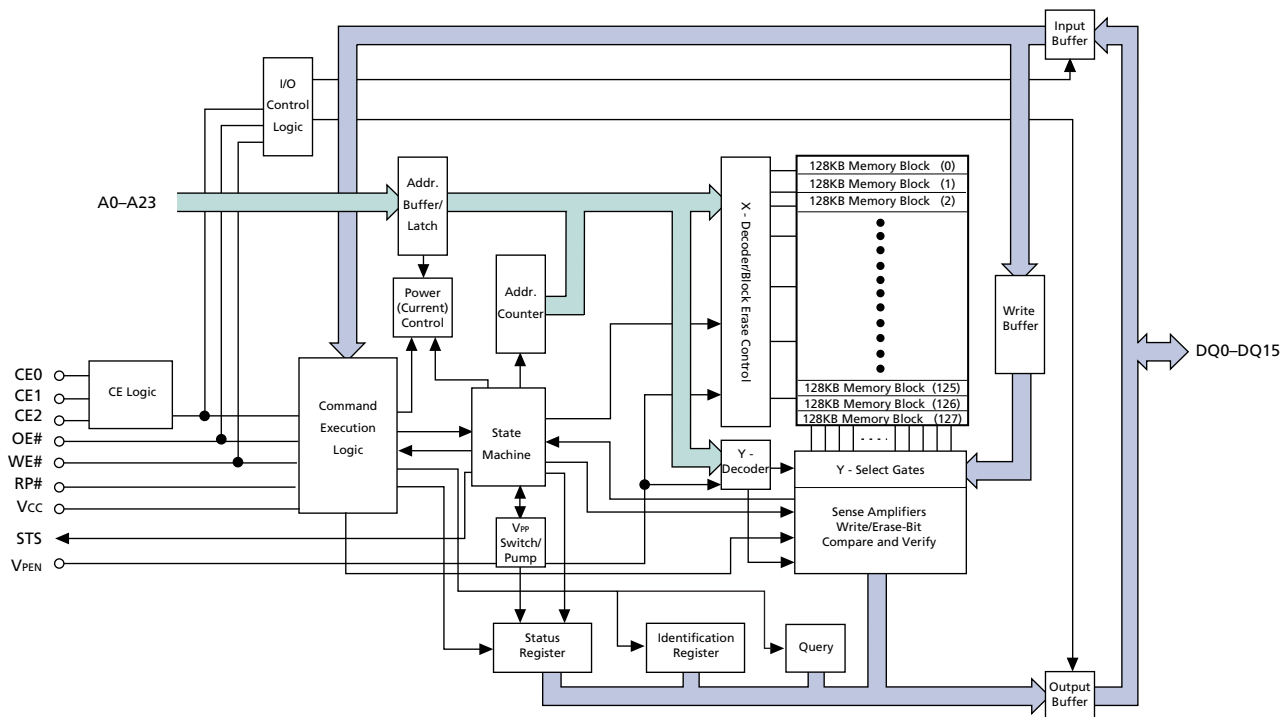 Input
Buffer
I/O
Control
Logic
A0–A23
Addr.
Buffer/
Latch
Power
(Current)
Control
Addr.
Counter
X - Decoder/Block Erase Control
128KB Memory Block (0)
128KB Memory Block (1)
128KB Memory Block (2)
128KB Memory Block (125)
128KB Memory Block (126)
128KB Memory Block (127)
Write
Buffer
DQ0–DQ15
CE0
CE1
CE2
OE#
WE#
RP#
VCC
STS
VPEN
CE Logic
Command
Execution
Logic
State
Machine
VPP
Switch/
Pump
Y -
Decoder
Y - Select Gates
Sense Amplifiers
Write/Erase-Bit
Compare and Verify
Status
Register
Identification
Register
Query
Output
Buffer